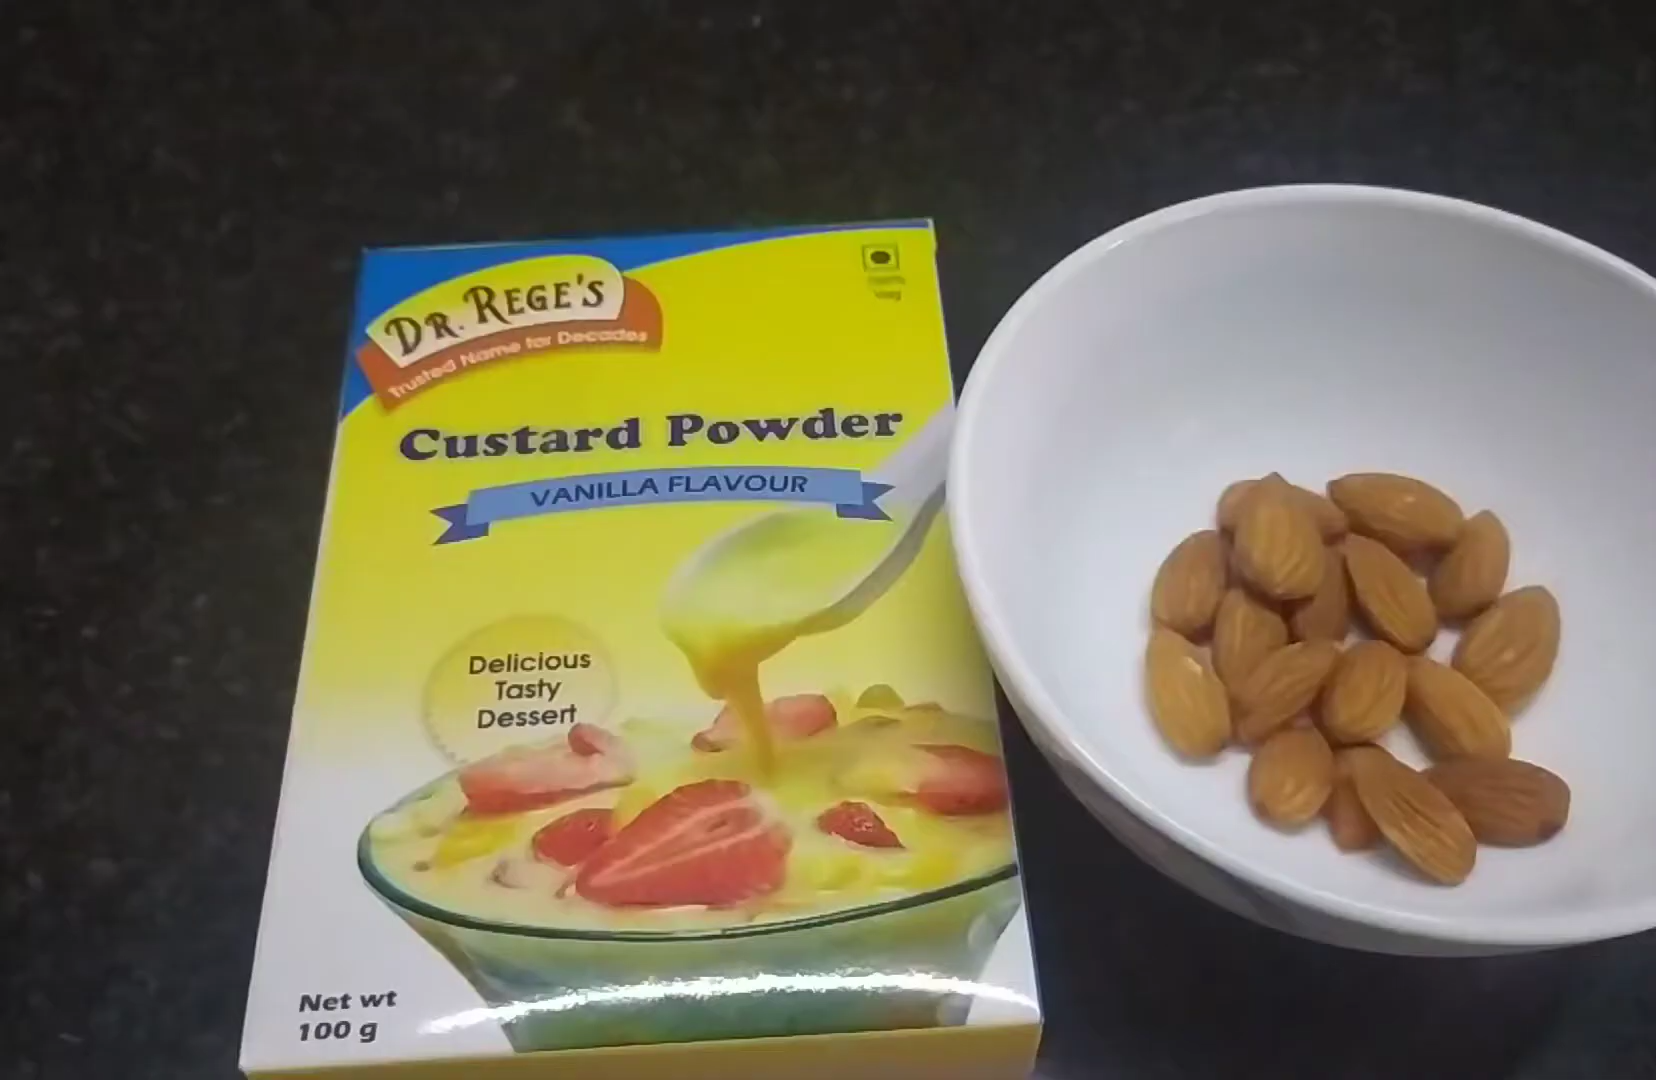 DR. REGE'S
Trusted Name for Decades
Custard Powder
VANILLA FLAVOUR
Delicious
Tasty
Dessert
Net wt
100 g